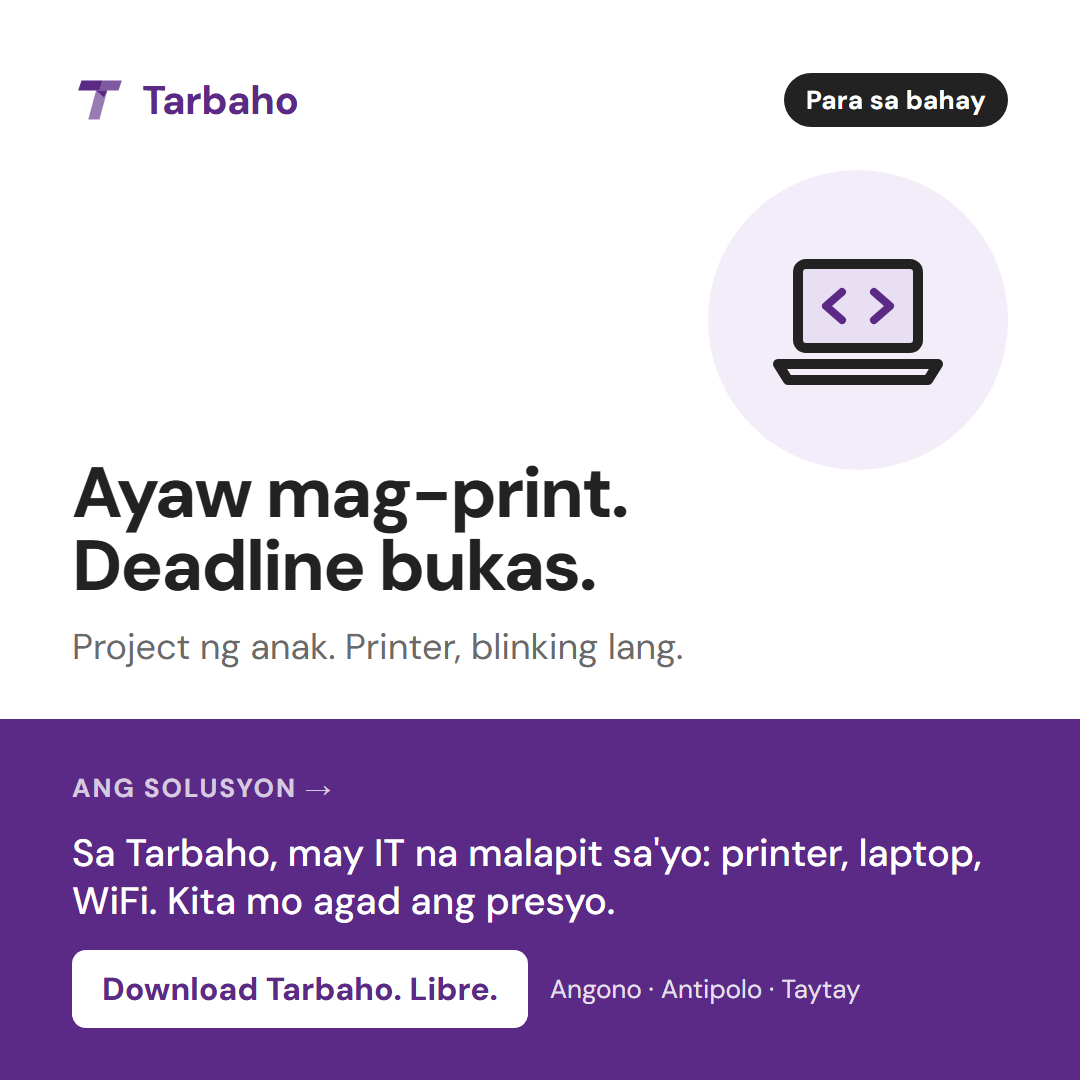 Tarbaho
Para sa bahay
Ayaw mag-print.
Deadline bukas.
Project ng anak. Printer, blinking lang.
ANG SOLUSYON →
Sa Tarbaho, may IT na malapit sa'yo: printer, laptop,
WiFi. Kita mo agad ang presyo.
Download Tarbaho. Libre.
Angono · Antipolo · Taytay